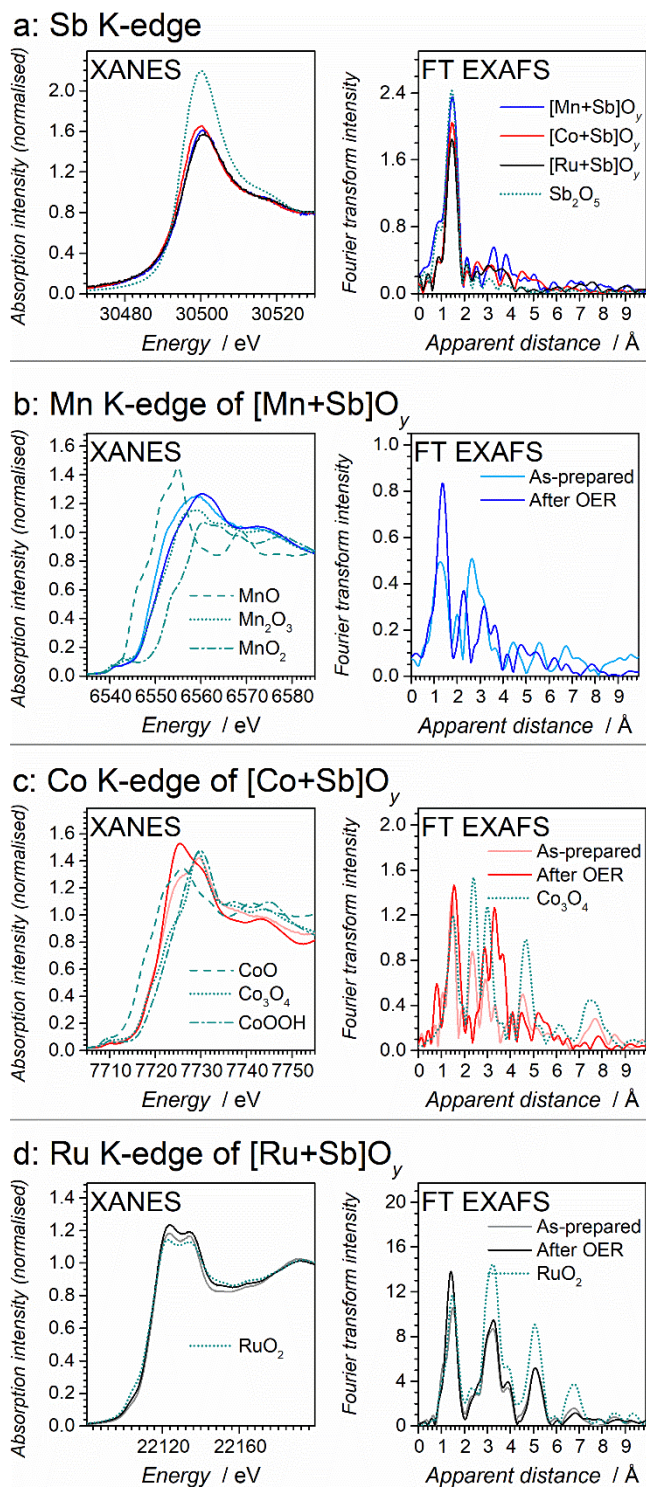 a: Sb K-edge
XANES
Absorption intensity (normalised)
2.0
1.6
1.2
0.8
0.4
0.0
30480 30500 30520
Energy / eV
FT EXAFS
Fourier transform intensity
2.4
1.6
0.8
0.0
[Mn+Sb]Oy
[Co+Sb]Oy
[Ru+Sb]Oy
Sb2O5
0 1 2 3 4 5 6 7 8 9
Apparent distance / Å
b: Mn K-edge of [Mn+Sb]Oy
XANES
Absorption intensity (normalised)
1.6
1.4
1.2
1.0
0.8
0.6
0.4
0.2
0.0
MnO
Mn2O3
MnO2
6540 6550 6560 6570 6580
Energy / eV
FT EXAFS
Fourier transform intensity
1.0
0.8
0.6
0.4
0.2
0.0
As-prepared
After OER
0 1 2 3 4 5 6 7 8 9
Apparent distance / Å
c: Co K-edge of [Co+Sb]Oy
XANES
Absorption intensity (normalised)
1.6
1.4
1.2
1.0
0.8
0.6
0.4
0.2
0.0
CoO
Co3O4
CoOOH
7710 7720 7730 7740 7750
Energy / eV
FT EXAFS
Fourier transform intensity
2.0
1.6
1.2
0.8
0.4
0.0
As-prepared
After OER
Co3O4
0 1 2 3 4 5 6 7 8 9
Apparent distance / Å
d: Ru K-edge of [Ru+Sb]Oy
XANES
Absorption intensity (normalised)
1.4
1.2
1.0
0.8
0.6
0.4
0.2
0.0
RuO2
22120 22160
Energy / eV
FT EXAFS
Fourier transform intensity
20
16
12
8
4
0
As-prepared
After OER
RuO2
0 1 2 3 4 5 6 7 8 9
Apparent distance / Å